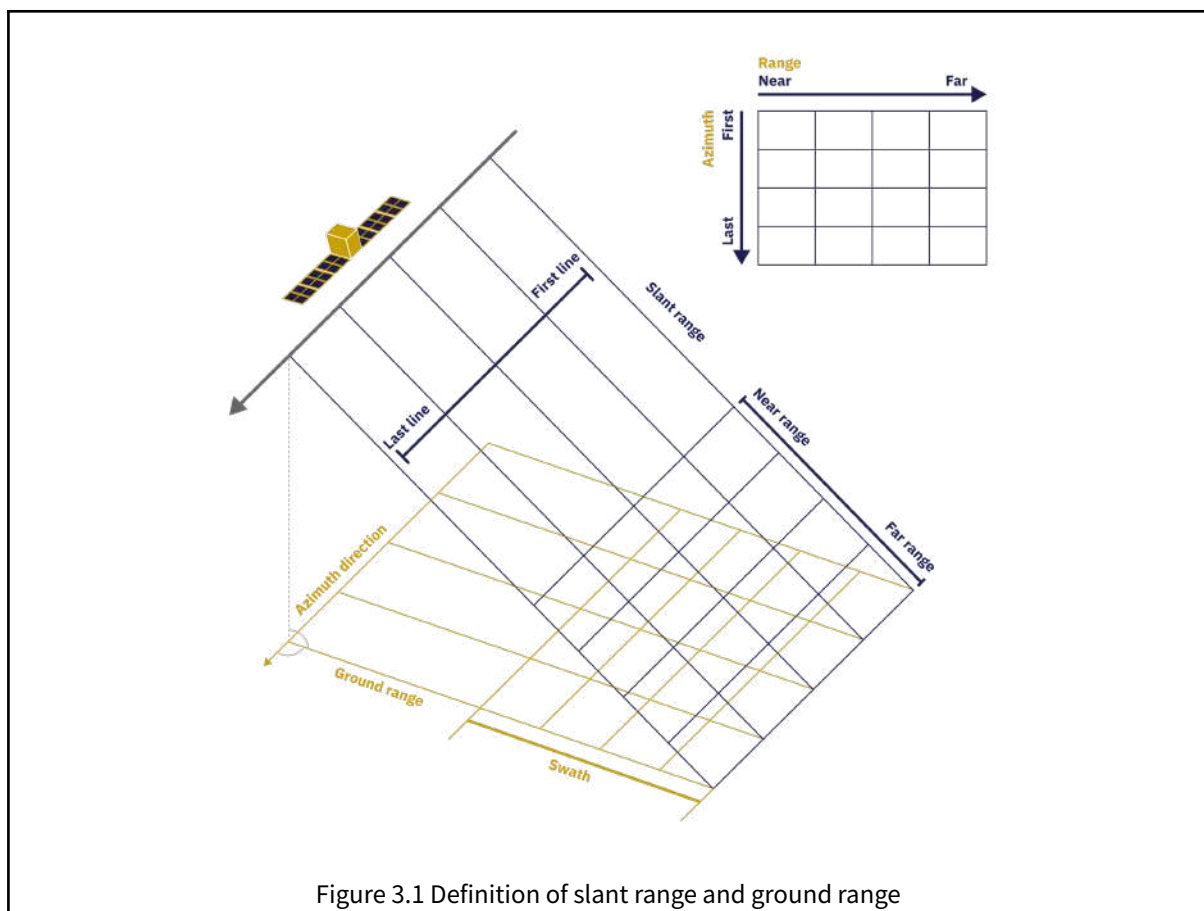 Range
Near Far
Azimuth
First
Last
First line
Last line
Slant range
Near range
Far range
Azimuth direction
Ground range
Swath
Figure 3.1 Definition of slant range and ground range